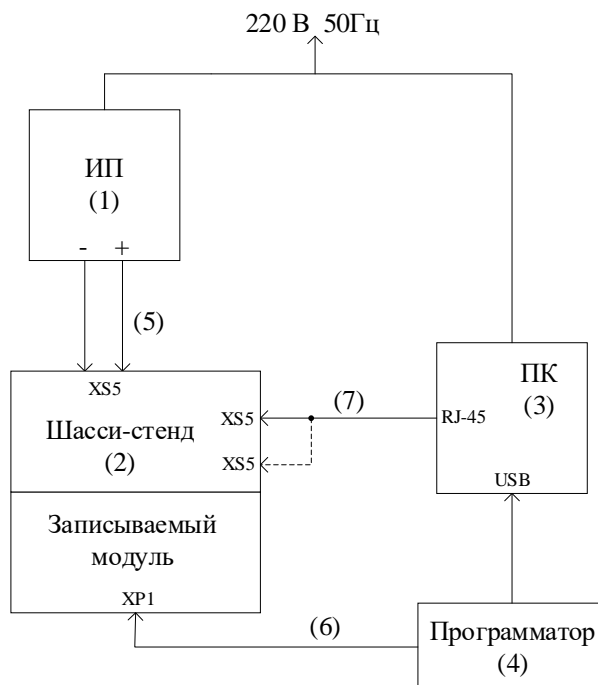 220 В 50Гц
ИП
(1)
- +
(5)
XS5
Шасси-стенд
(2)
XS5
XS5
(7)
ПК
(3)
RJ-45
USB
Записываемый
модуль
XP1
(6)
Программатор
(4)